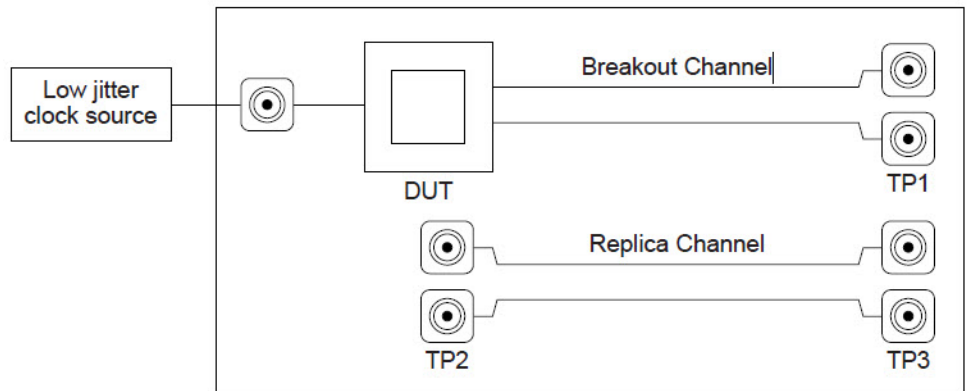 Low jitter
clock source
Breakout Channel
DUT
TP1
Replica Channel
TP2
TP3